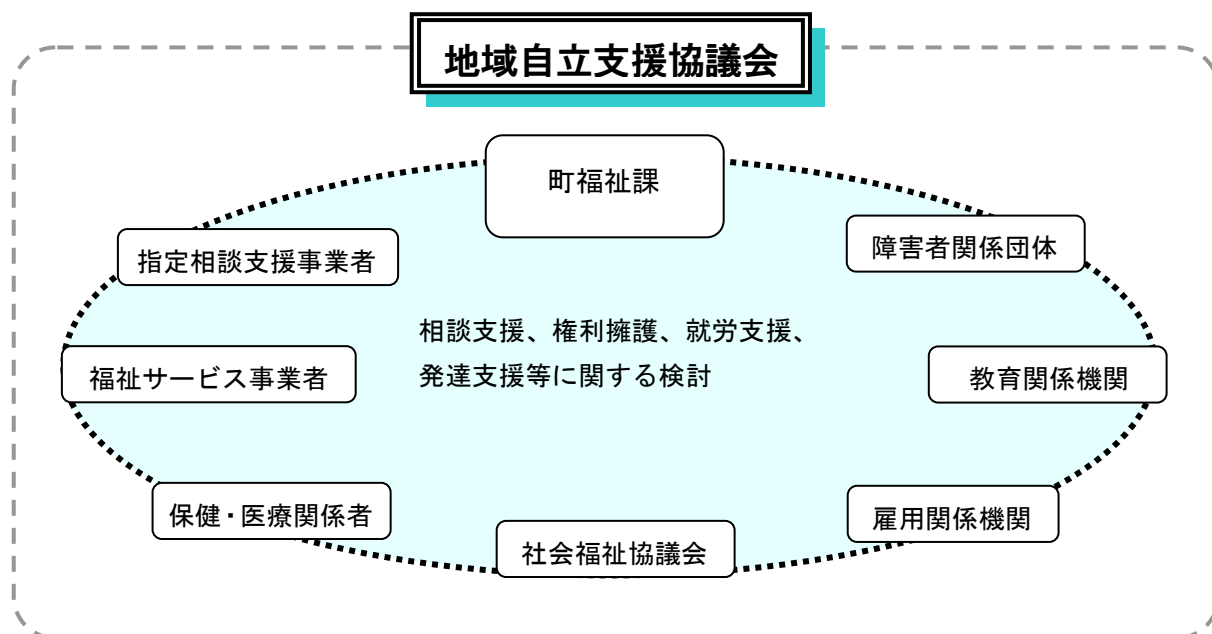 地域自立支援協議会
町福祉課
指定相談支援事業者
障害者関係団体
相談支援、権利擁護、就労支援、
発達支援等に関する検討
福祉サービス事業者
教育関係機関
保健・医療関係者
雇用関係機関
社会福祉協議会